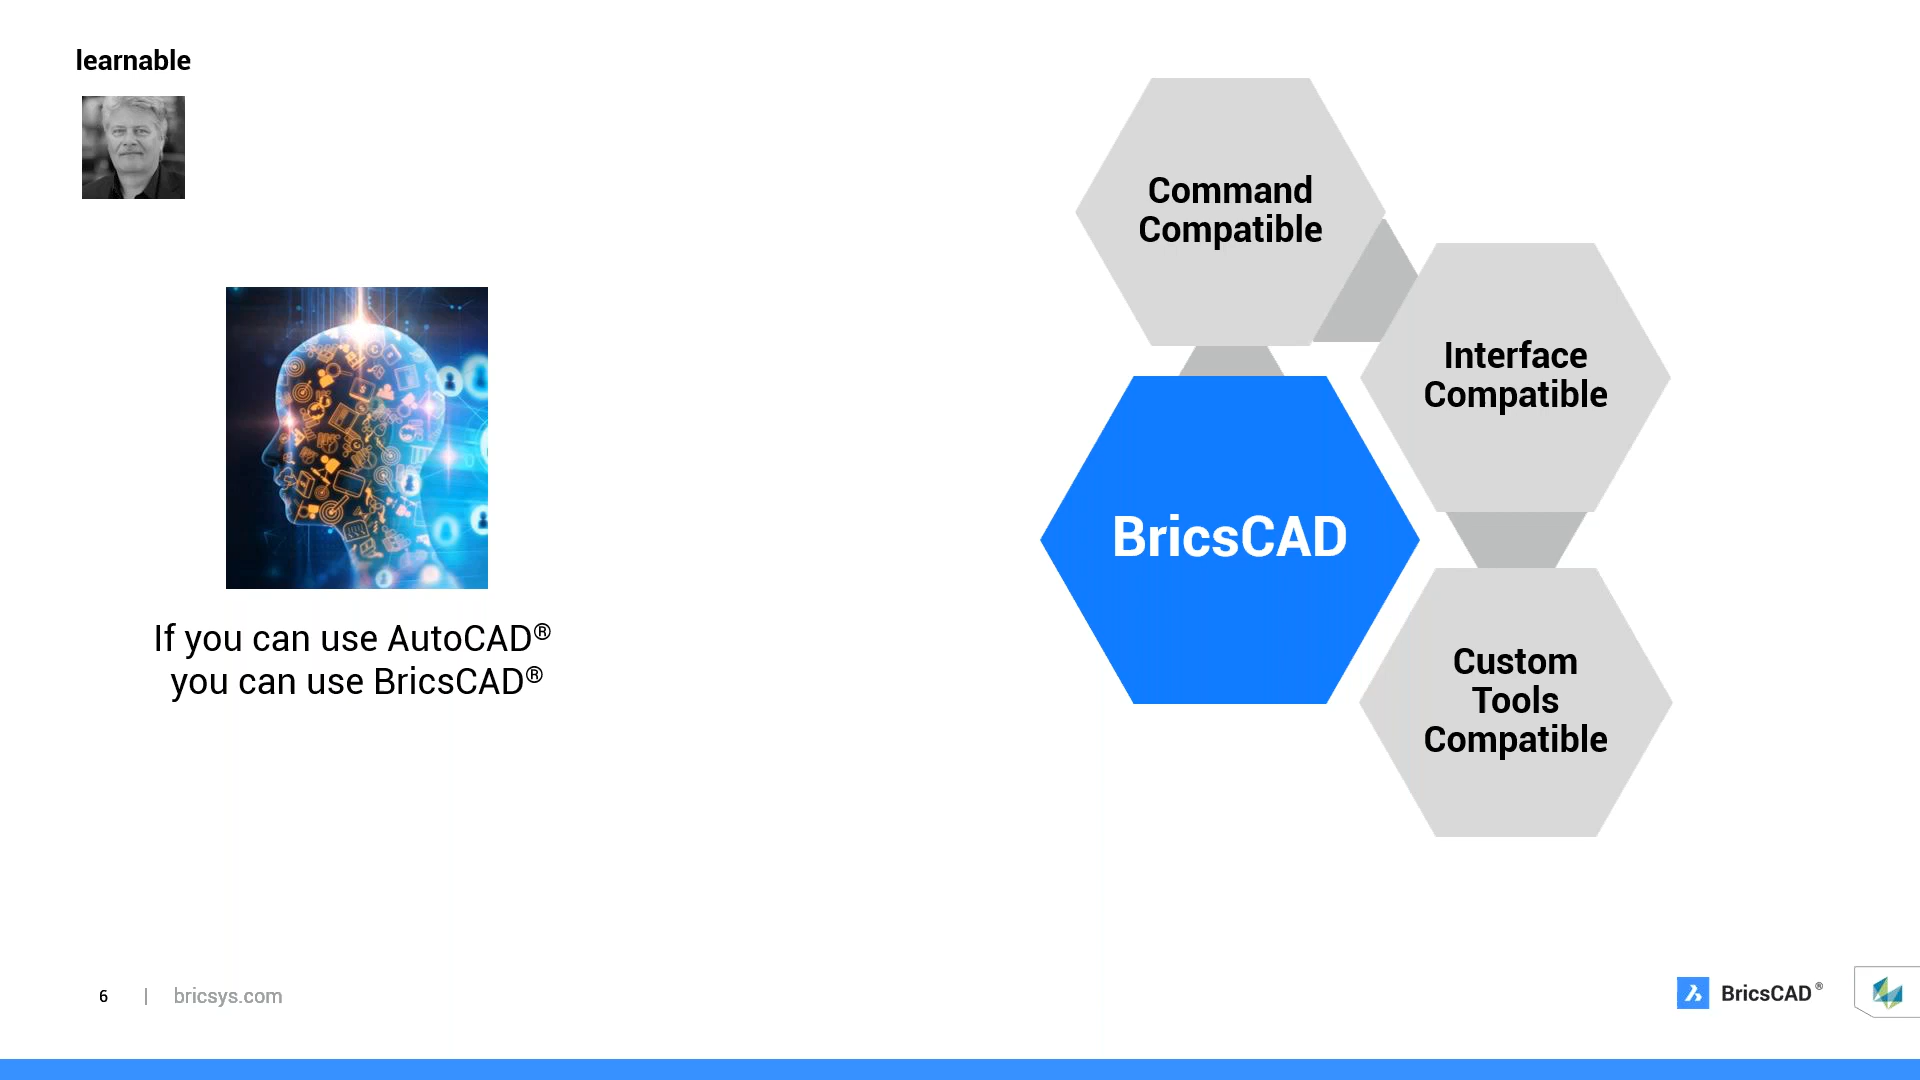 learnable
If you can use AutoCAD®
you can use BricsCAD®
Command
Compatible
Interface
Compatible
BricsCAD
Custom
Tools
Compatible
6 | bricsys.com
BricsCAD®